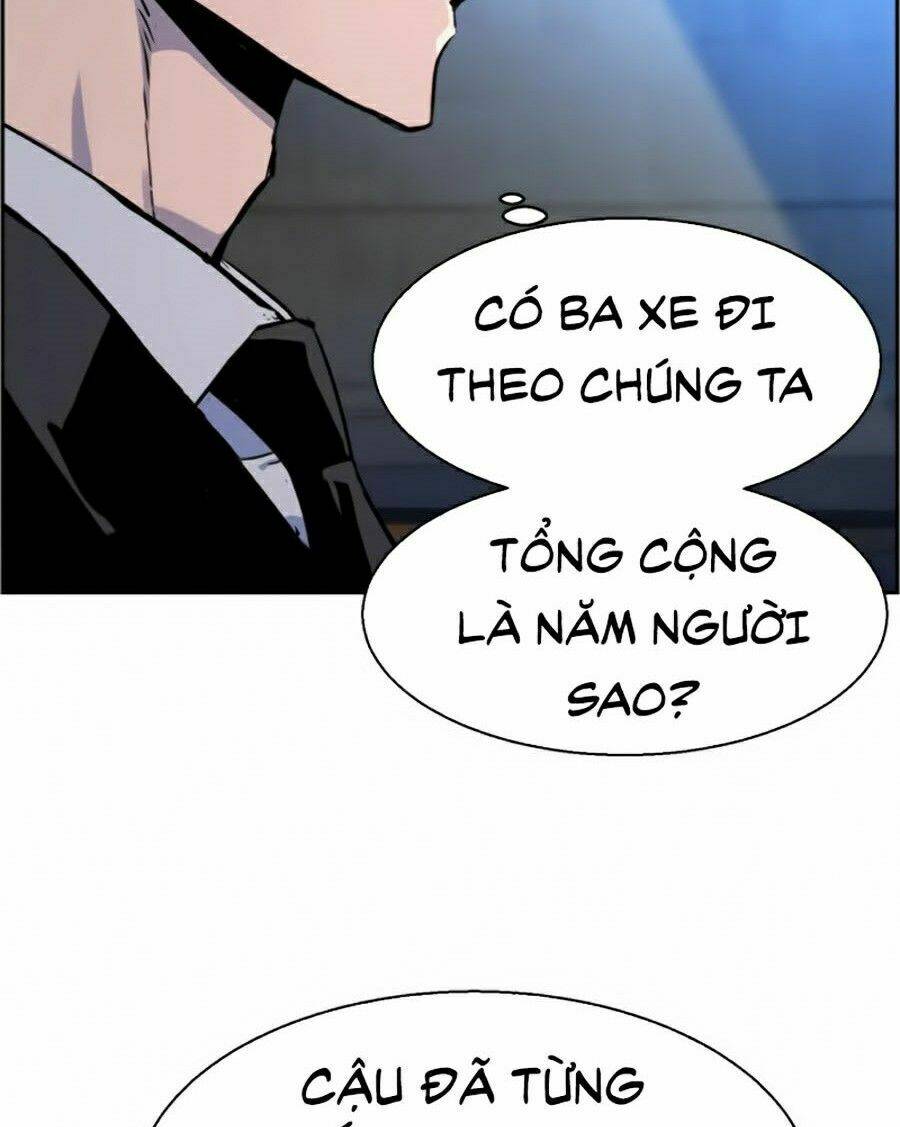 CÓ BA XE ĐI
THEO CHÚNG TA
TỔNG CỘNG
LÀ NĂM NGƯỜI
SAO?
CẬU ĐÃ TỪNG